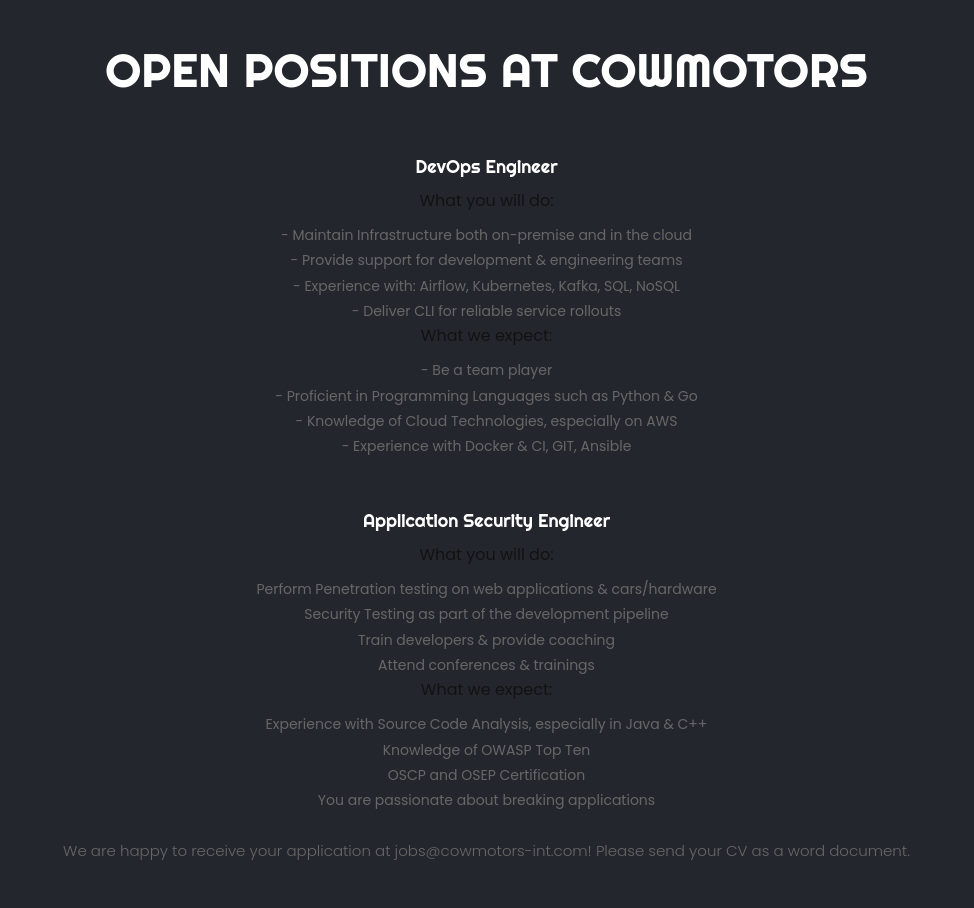 OPEN POSITIONS AT COWMOTORS
DevOps Engineer
What you will do:
- Maintain Infrastructure both on-premise and in the cloud
- Provide support for development & engineering teams
- Experience with: Airflow, Kubernetes, Kafka, SQL, NoSQL
- Deliver CLI for reliable service rollouts
What we expect:
- Be a team player
- Proficient in Programming Languages such as Python & Go
- Knowledge of Cloud Technologies, especially on AWS
- Experience with Docker & CI, GIT, Ansible
Application Security Engineer
What you will do:
Perform Penetration testing on web applications & cars/hardware
Security Testing as part of the development pipeline
Train developers & provide coaching
Attend conferences & trainings
What we expect:
Experience with Source Code Analysis, especially in Java & C++
Knowledge of OWASP Top Ten
OSCP and OSEP Certification
You are passionate about breaking applications
We are happy to receive your application at jobs@cowmotors-int.com! Please send your CV as a word document.